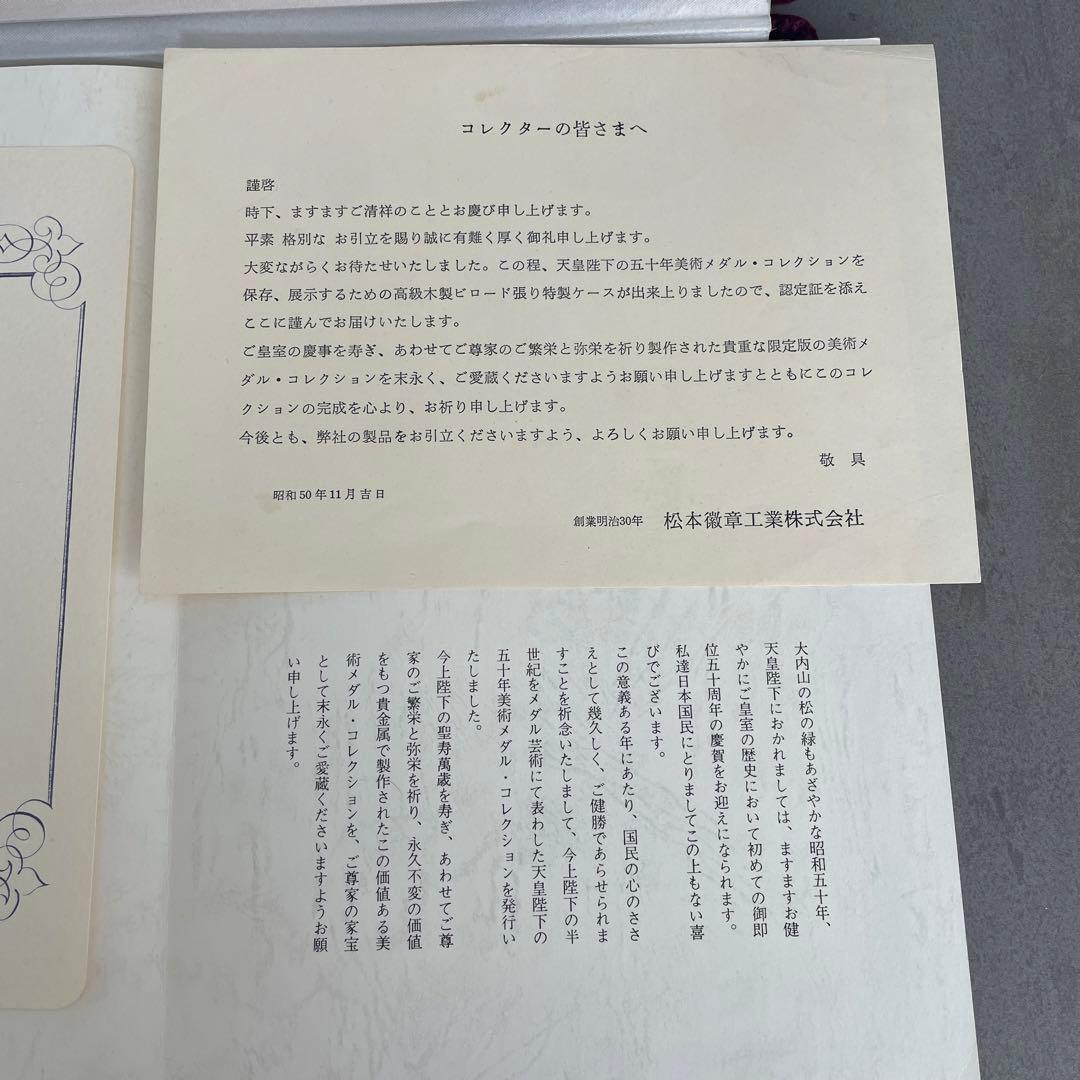 コレクターの皆さまへ
謹啓
時下、ますますご清祥のこととお慶び申し上げます。
平素 格別な お引立を賜り誠に有難く厚く御礼申し上げます。
大変ながらくお待たせいたしました。この程、天皇陛下の五十年美術メダル・コレクションを
保存、展示するための高級木製ビロード張り特製ケースが出来上りましたので、認定証を添え
ここに謹んでお届けいたします。
ご皇室の慶事を寿ぎ、あわせてご尊家のご繁栄と弥栄を祈り製作された貴重な限定版の美術メ
ダル・コレクションを末永く、ご愛蔵くださいますようお願い申し上げますとともにこのコレ
クションの完成を心より、お祈り申し上げます。
今後とも、弊社の製品をお引立くださいますよう、よろしくお願い申し上げます。
敬 具
昭和50年11月吉日
創業明治30年 松本徽章工業株式会社
大内山の松の緑もあざやかな昭和五十年、
天皇陛下におかれましては、ますますお健
やかにご皇室の歴史において初めての御即
位五十周年の慶賀をお迎えになられます。
私達日本国民にとりましてこの上もない喜
びでございます。
この意義ある年にあたり、国民の心のささ
えとして幾久しく、ご健勝であらせられま
すことを祈念いたしまして、今上陛下の半
世紀をメダル芸術にて表わした天皇陛下の
五十年美術メダル・コレクションを発行い
たしました。
今上陛下の聖寿萬歳を寿ぎ、あわせてご尊
家のご繁栄と弥栄を祈り、永久不変の価値
をもつ貴金属で製作されたこの価値ある美
術メダル・コレクションを、ご尊家の家宝
として末永くご愛蔵くださいますようお願
い申し上げます。